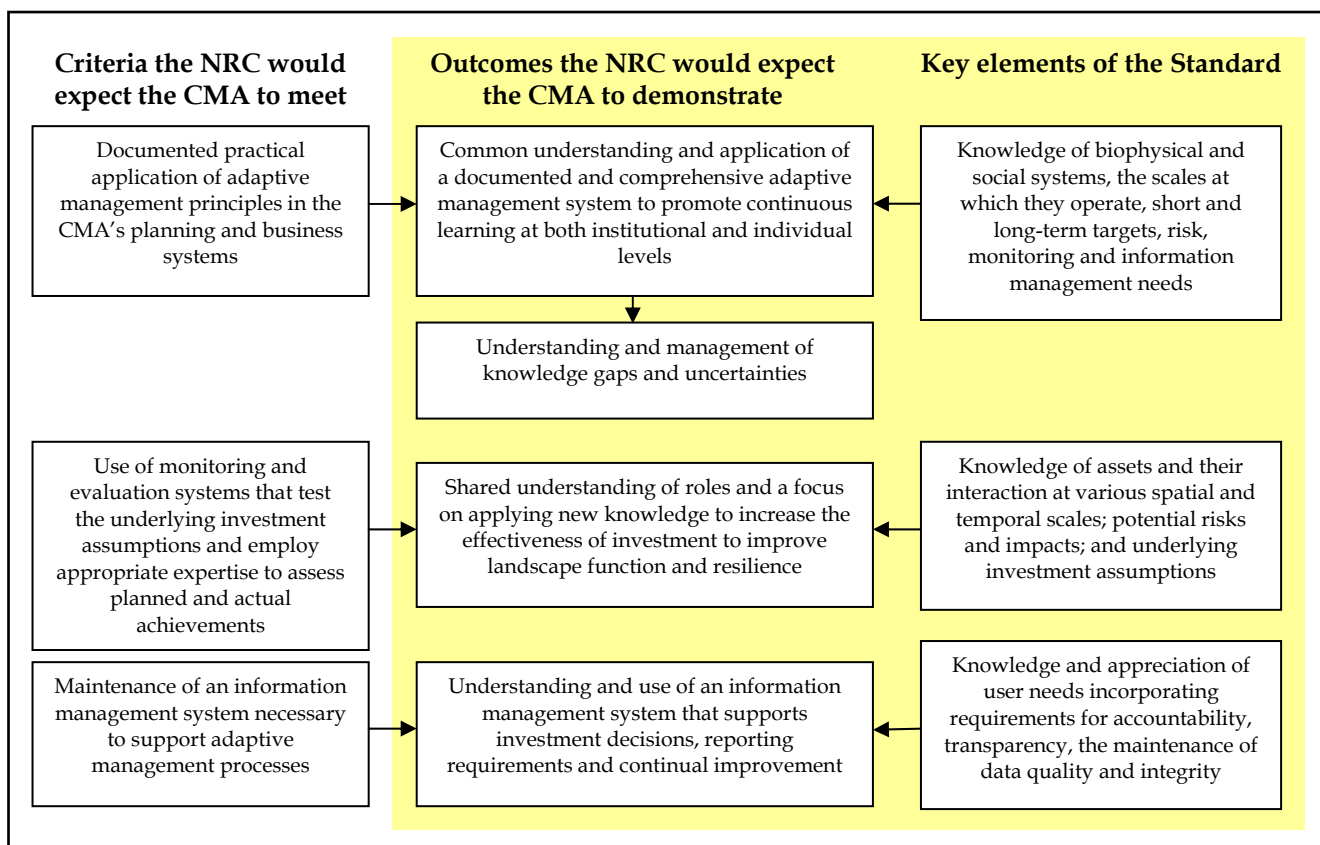 Criteria the NRC would
expect the CMA to meet
Outcomes the NRC would expect
the CMA to demonstrate
Key elements of the Standard
Documented practical
application of adaptive
management principles in the
CMA's planning and business
systems
Common understanding and application of
a documented and comprehensive adaptive
management system to promote continuous
learning at both institutional and individual
levels
Knowledge of biophysical and
social systems, the scales at
which they operate, short and
long-term targets, risk,
monitoring and information
management needs
Understanding and management of
knowledge gaps and uncertainties
Use of monitoring and
evaluation systems that test
the underlying investment
assumptions and employ
appropriate expertise to assess
planned and actual
achievements
Shared understanding of roles and a focus
on applying new knowledge to increase the
effectiveness of investment to improve
landscape function and resilience
Knowledge of assets and their
interaction at various spatial and
temporal scales; potential risks
and impacts; and underlying
investment assumptions
Maintenance of an information
management system necessary
to support adaptive
management processes
Understanding and use of an information
management system that supports
investment decisions, reporting
requirements and continual improvement
Knowledge and appreciation of
user needs incorporating
requirements for accountability,
transparency, the maintenance of
data quality and integrity